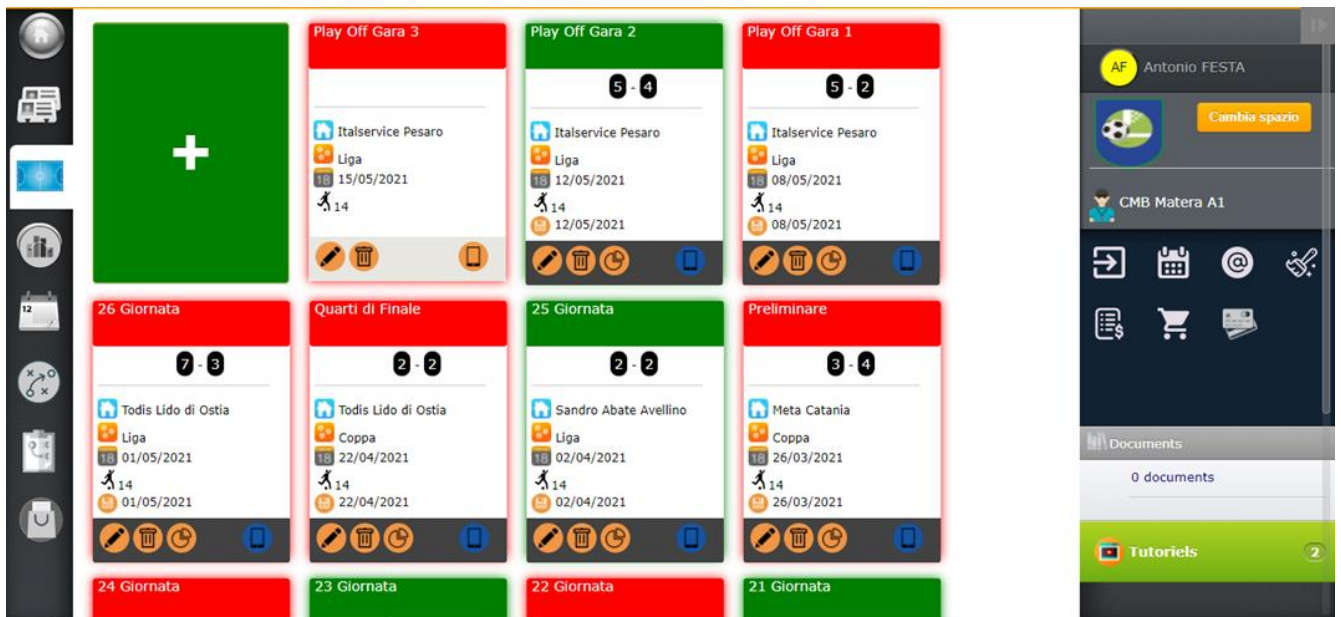 Play Off Gara 3
Play Off Gara 2
Play Off Gara 1
5 - 4
5 - 2
Italservice Pesaro
Italservice Pesaro
Italservice Pesaro
Liga
Liga
Liga
18 15/05/2021
18 12/05/2021
18 08/05/2021
14
14
14
12/05/2021
08/05/2021
26 Giornata
Quarti di Finale
25 Giornata
Preliminare
7 - 3
2 - 2
2 - 2
3 - 4
Todis Lido di Ostia
Todis Lido di Ostia
Sandro Abate Avellino
Meta Catania
Liga
Coppa
Liga
Coppa
18 01/05/2021
18 22/04/2021
18 02/04/2021
18 26/03/2021
14
14
14
14
01/05/2021
22/04/2021
02/04/2021
26/03/2021
24 Giornata
23 Giornata
22 Giornata
21 Giornata
12
AF Antonio FESTA
Cambia spazio
CMB Matera A1
Documents
0 documents
Tutoriels 2